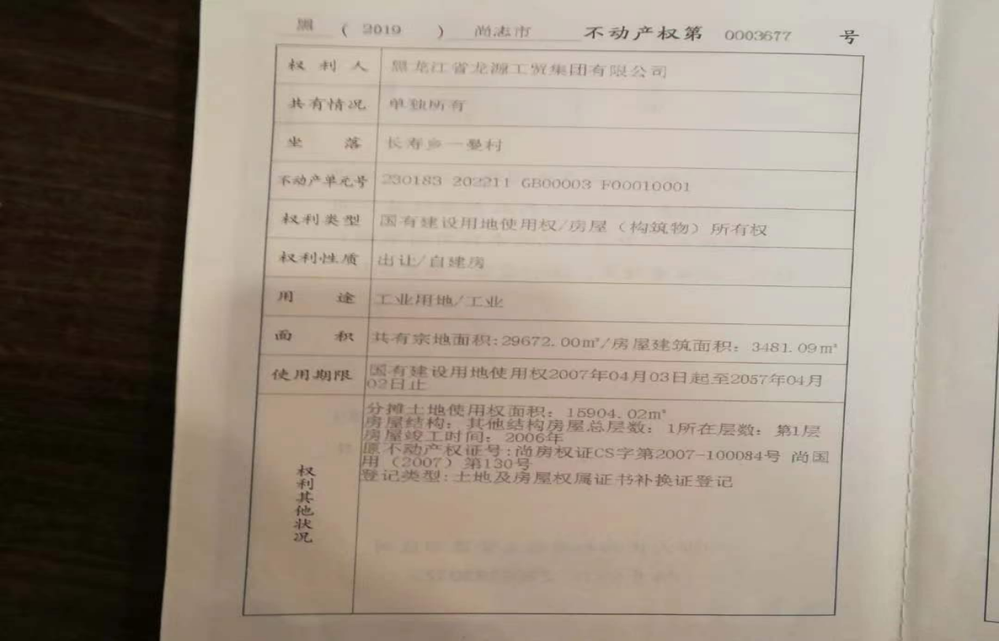 黑 ( 2019 ) 尚志市 不动产权第 0003677 号
权利人 黑龙江省龙源工贸集团有限公司
共有情况 单独所有
坐落 长寿乡一曼村
不动产单元号 230183 202211 GB00003 F00010001
权利类型 国有建设用地使用权/房屋（构筑物）所有权
权利性质 出让/自建房
用途 工业用地/工业
面积 共有宗地面积:29672.00㎡/房屋建筑面积：3481.09㎡
使用期限 国有建设用地使用权2007年04月03日起至2057年04月
02日止
权利其他状况
分摊土地使用权面积：15904.02㎡
房屋结构：其他结构房屋总层数：1所在层数：第1层
房屋竣工时间：2006年
原不动产权证号:尚房权证CS字第2007-100084号 尚国
用（2007）第130号
登记类型:土地及房屋权属证书补换证登记